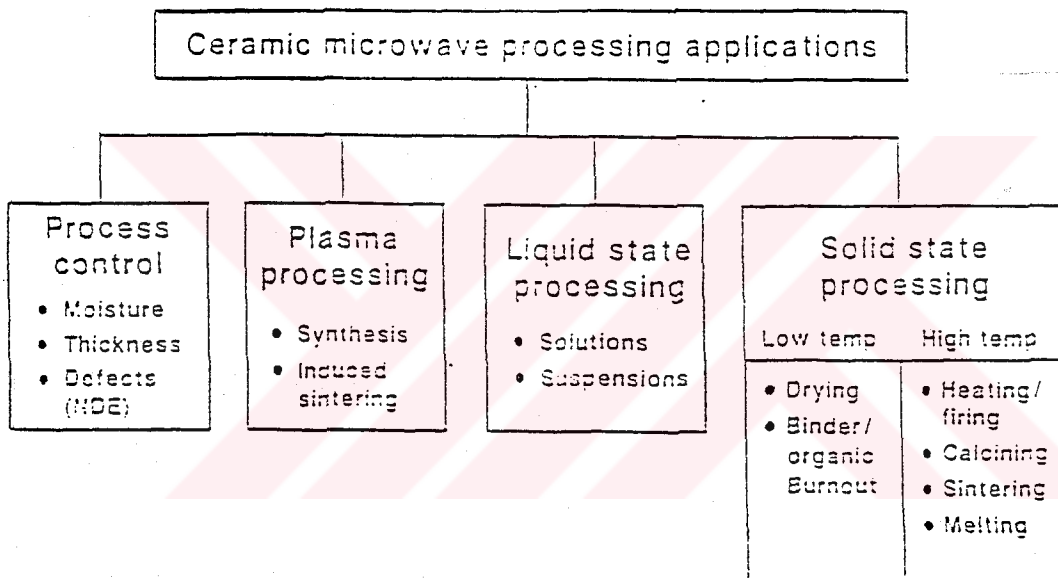 Ceramic microwave processing applications
Process
control
• Moisture
• Thickness
• Defects
(NDE)
Plasma
processing
• Synthesis
• Induced
sintering
Liquid state
processing
• Solutions
• Suspensions
Solid state
processing
Low temp
• Drying
• Binder/
organic
Burnout
High temp
• Heating/
firing
• Calcining
• Sintering
• Melting